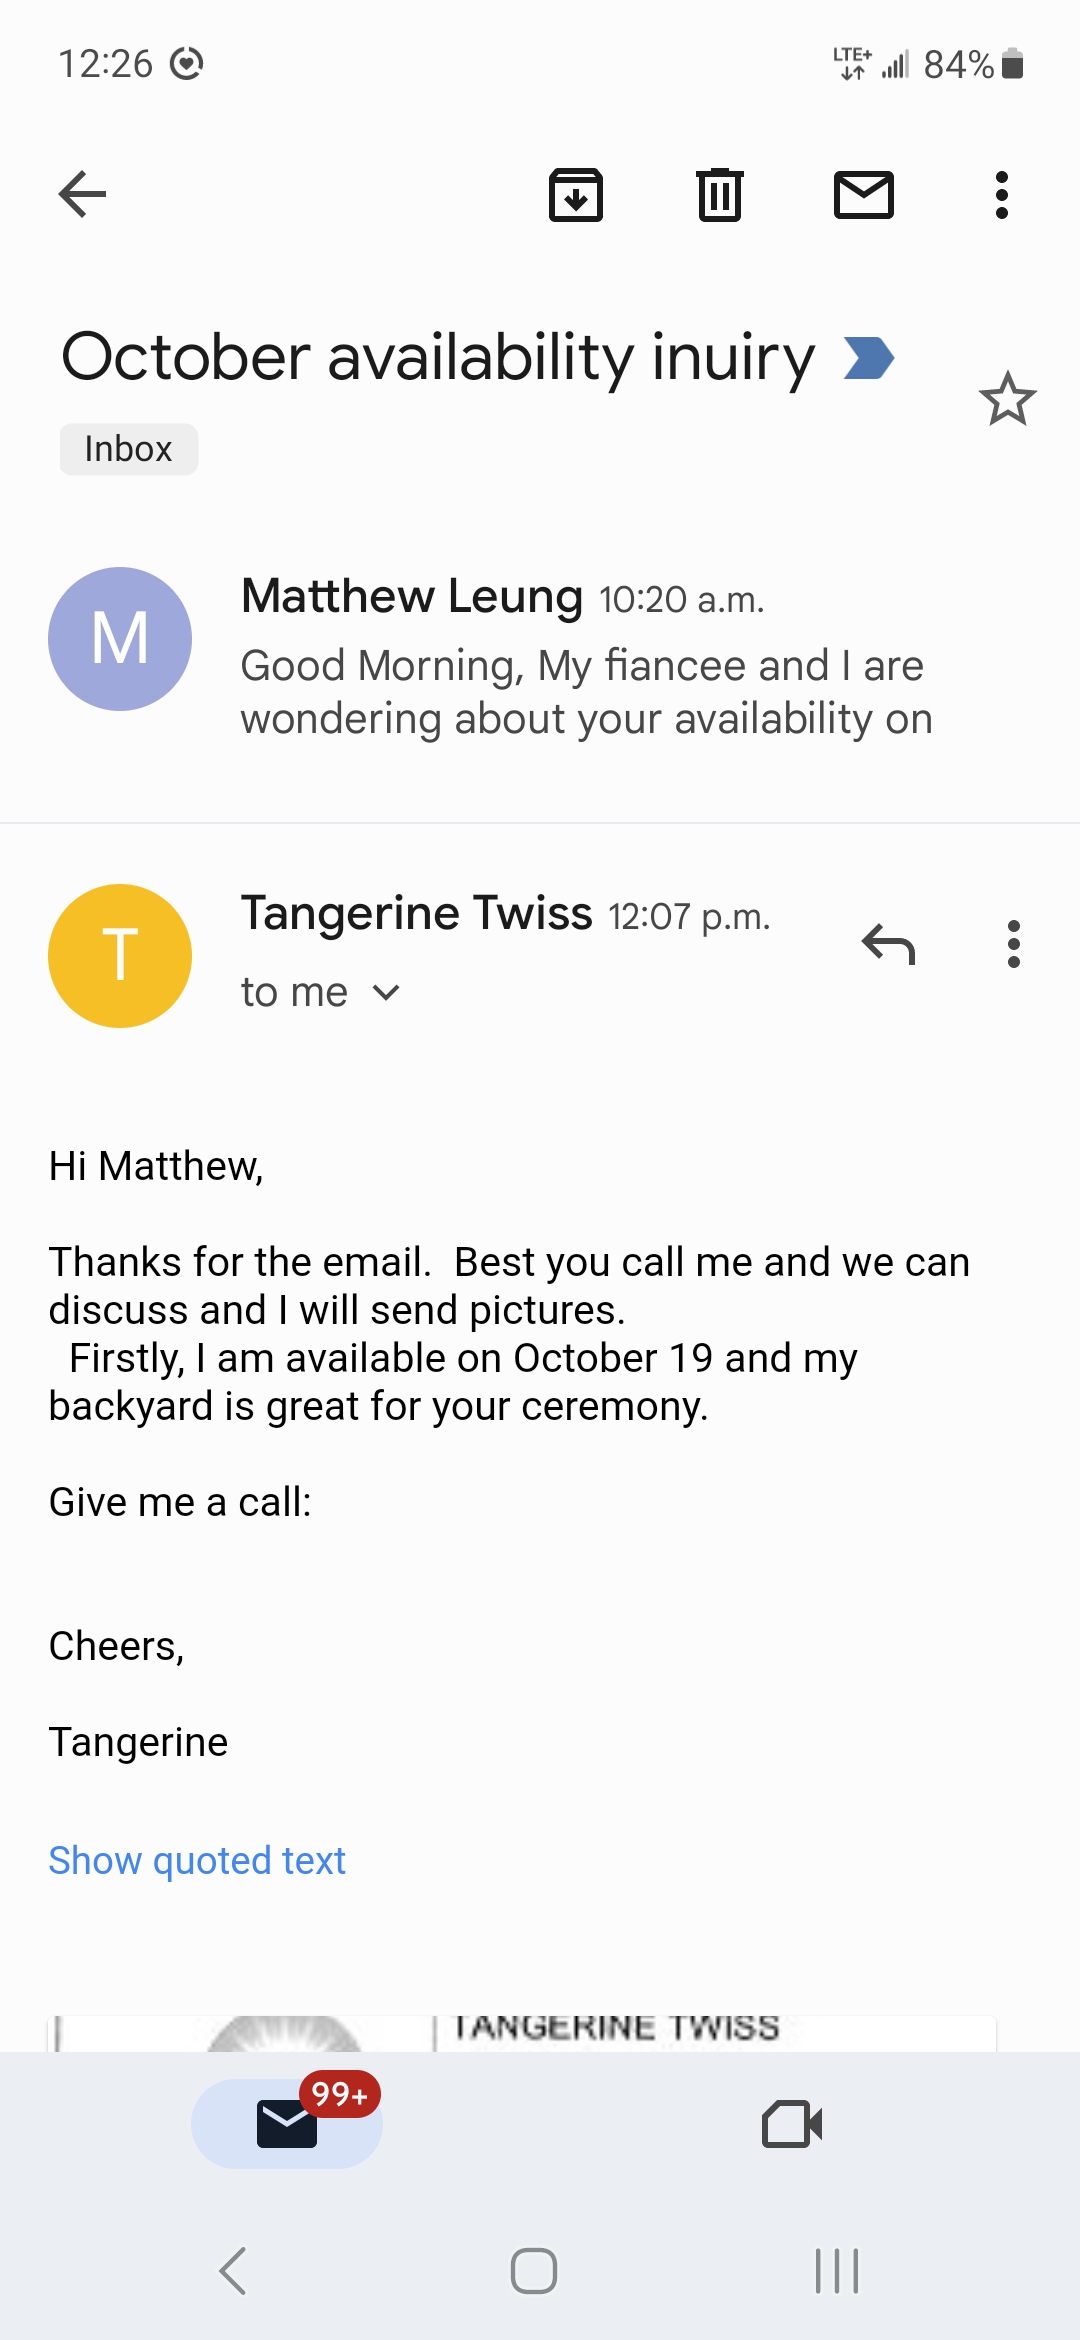 12:26 LTE+ 84%
October availability inuiry
Inbox
M
Matthew Leung 10:20 a.m.
Good Morning, My fiancee and I are
wondering about your availability on
T
Tangerine Twiss 12:07 p.m.
to me
Hi Matthew,
Thanks for the email.  Best you call me and we can
discuss and I will send pictures.
Firstly, I am available on October 19 and my
backyard is great for your ceremony.
Give me a call:
Cheers,
Tangerine
Show quoted text
TANGERINE TWISS
99+